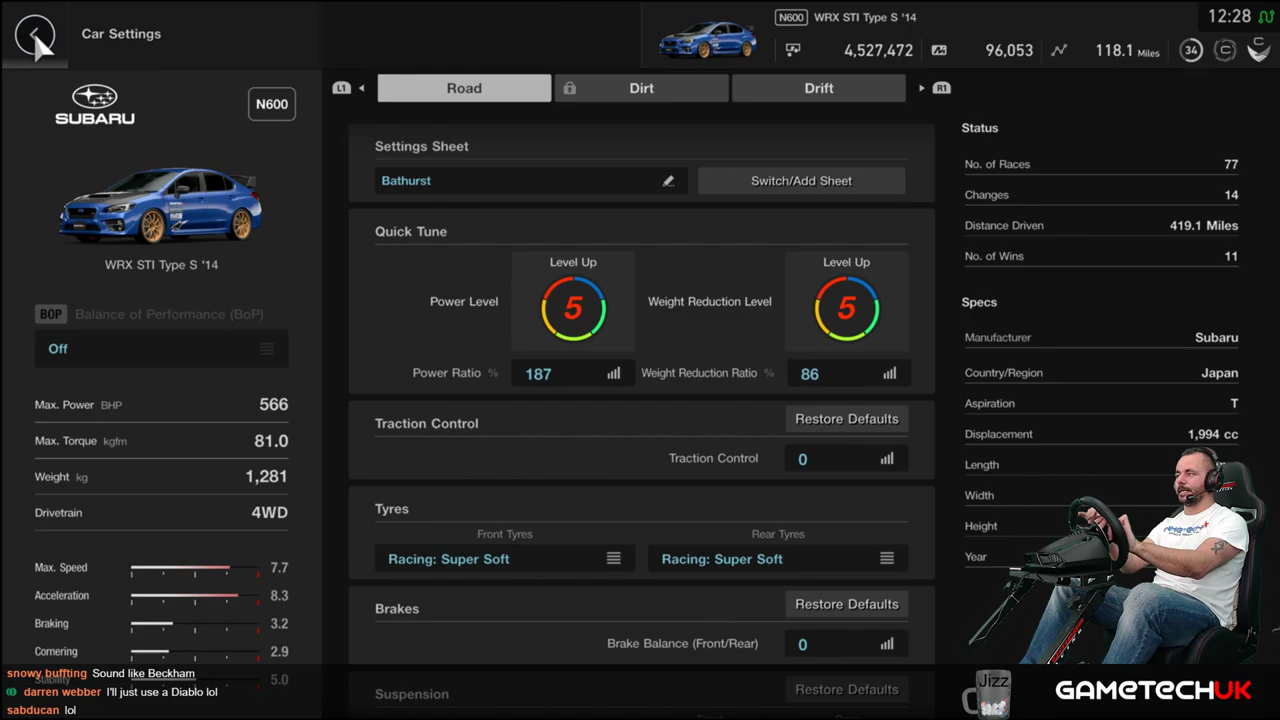 Car Settings
N600 WRX STI Type S '14
12:28
4,527,472 96,053 118.1 Miles 34
SUBARU
N600
WRX STI Type S '14
BOP Balance of Performance (BoP)
Off
Max. Power BHP 566
Max. Torque kgfm 81.0
Weight kg 1,281
Drivetrain 4WD
Max. Speed 7.7
Acceleration 8.3
Braking 3.2
Cornering 2.9
Stability 5.0
L1 Road Dirt Drift R1
Settings Sheet
Bathurst Switch/Add Sheet
Quick Tune
Level Up Level Up
Power Level 5 Weight Reduction Level 5
Power Ratio % 187 Weight Reduction Ratio % 86
Traction Control Restore Defaults
Traction Control 0
Tyres
Front Tyres Rear Tyres
Racing: Super Soft Racing: Super Soft
Brakes Restore Defaults
Brake Balance (Front/Rear) 0
Suspension Restore Defaults
Status
No. of Races 77
Changes 14
Distance Driven 419.1 Miles
No. of Wins 11
Specs
Manufacturer Subaru
Country/Region Japan
Aspiration T
Displacement 1,994 cc
Length
Width
Height
Year
snowy buffting Sound like Beckham
darren webber I'll just use a Diablo lol
sabducan lol
Jizz
GAMETECHUK